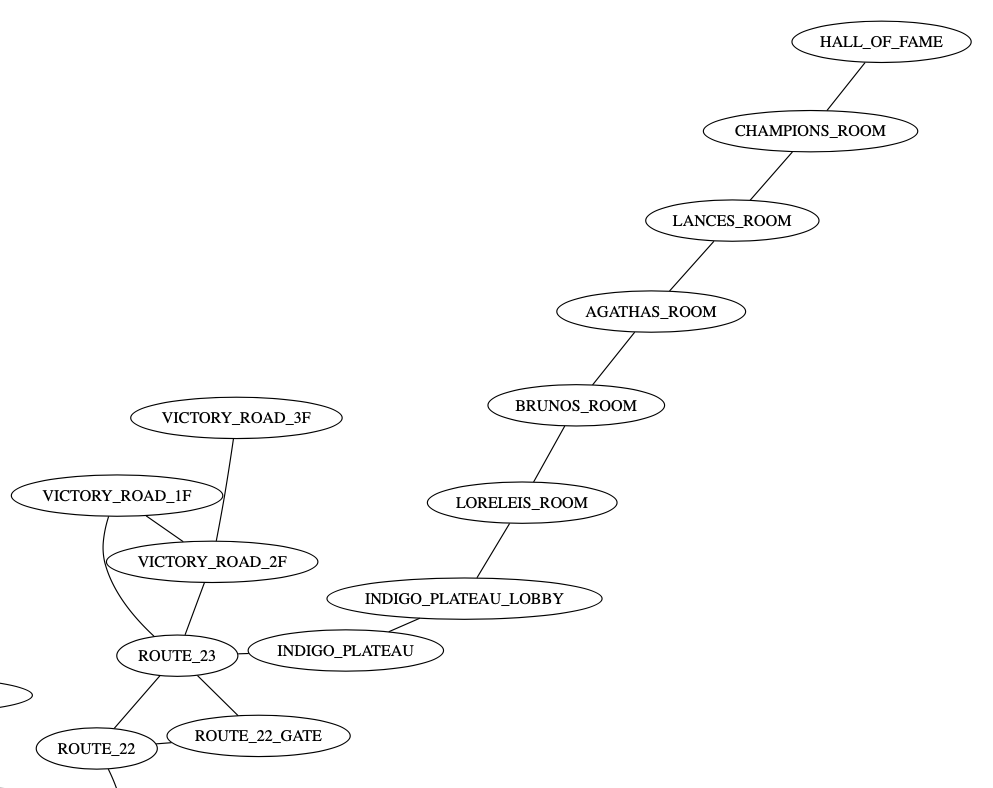 HALL_OF_FAME
CHAMPIONS_ROOM
LANCES_ROOM
AGATHAS_ROOM
BRUNOS_ROOM
VICTORY_ROAD_3F
VICTORY_ROAD_1F
LORELEIS_ROOM
VICTORY_ROAD_2F
INDIGO_PLATEAU_LOBBY
INDIGO_PLATEAU
ROUTE_23
ROUTE_22_GATE
ROUTE_22